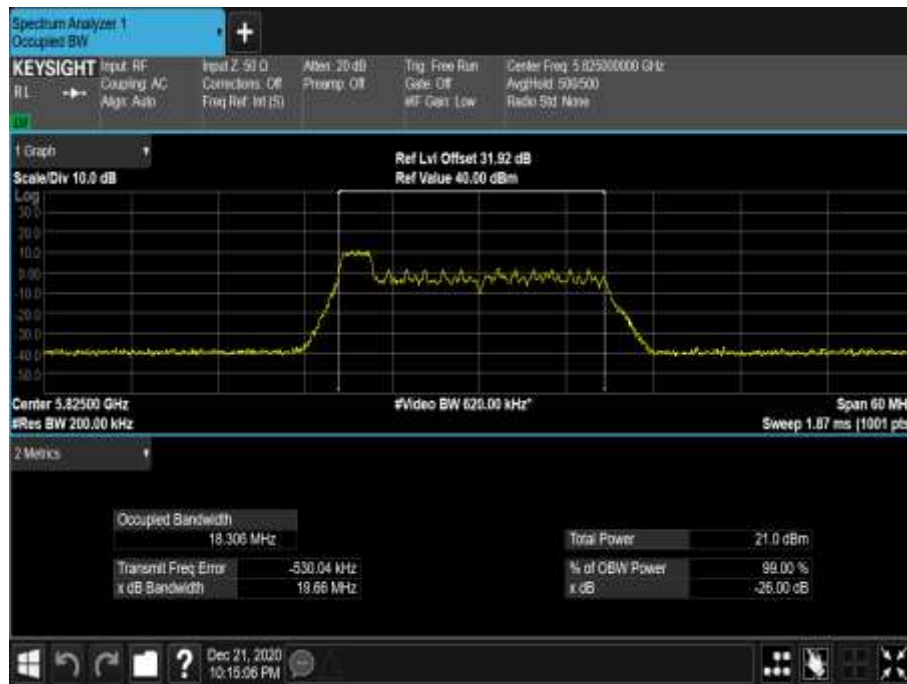 Spectrum Analyzer 1
Occupied BW
+
KEYSIGHT Input: RF Input Z: 50 Ω Atten: 20 dB Trig: Free Run Center Freq: 5.825000000 GHz
RL Coupling: AC Corrections: Off Preamp: Off Gate: Off Avg|Hold: 500/500
Align: Auto Freq Ref: Int (S) #IF Gain: Low Radio Std: None
1 Graph
Scale/Div 10.0 dB
Ref Lvl Offset 31.92 dB
Ref Value 40.00 dBm
Log
30.0
20.0
10.0
0.00
-10.0
-20.0
-30.0
-40.0
-50.0
Center 5.82500 GHz #Video BW 620.00 kHz* Span 60 MH
#Res BW 200.00 kHz Sweep 1.87 ms (1001 pts
2 Metrics
Occupied Bandwidth
18.306 MHz
Total Power 21.0 dBm
Transmit Freq Error -530.04 kHz % of OBW Power 99.00 %
x dB Bandwidth 19.66 MHz x dB -26.00 dB
? Dec 21, 2020
10:15:06 PM